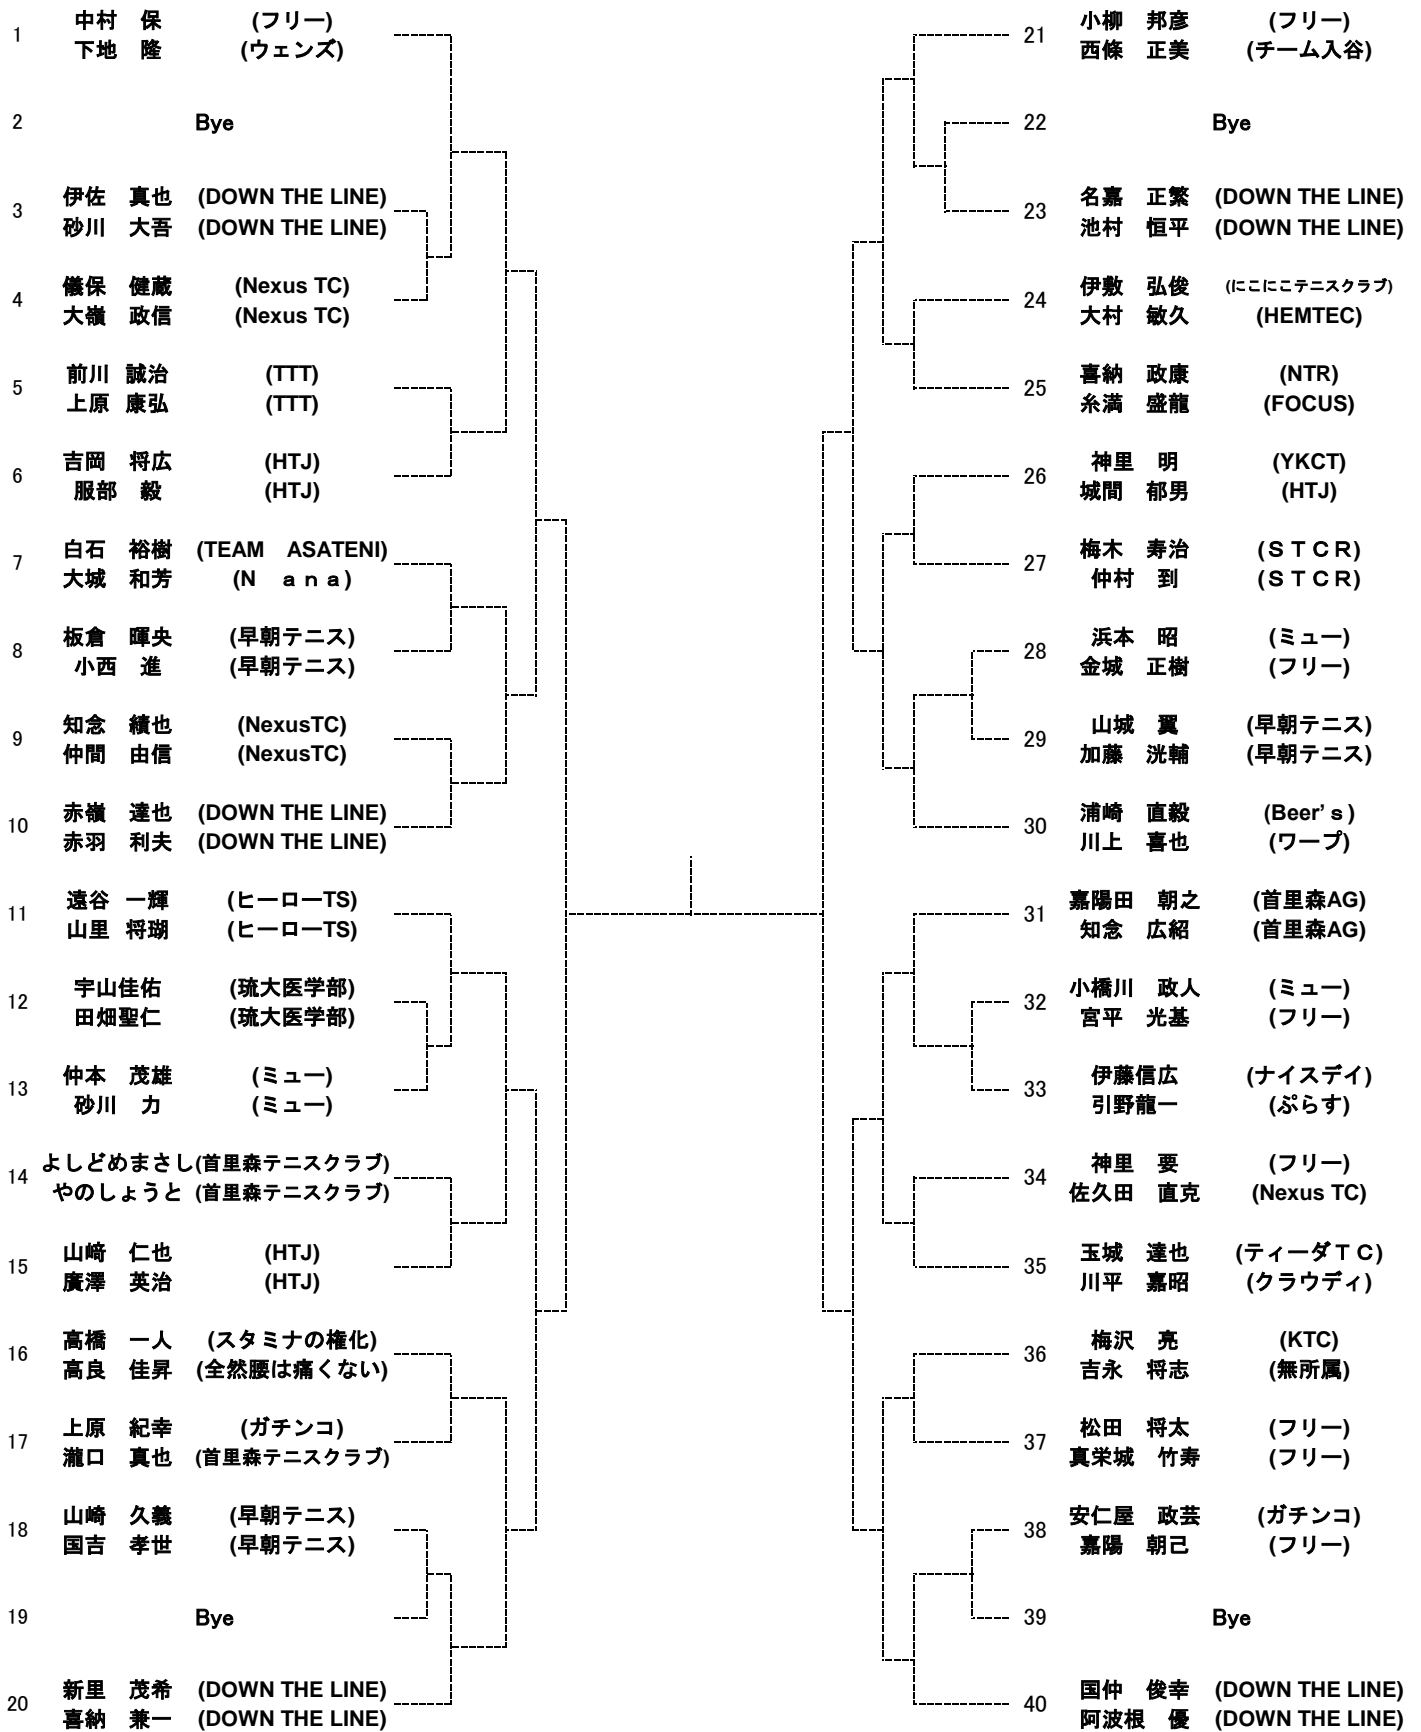 1
中村　保 (フリー)
下地　隆 (ウェンズ)
2 Bye
3
伊佐　真也 (DOWN THE LINE)
砂川　大吾 (DOWN THE LINE)
4
儀保　健蔵 (Nexus TC)
大嶺　政信 (Nexus TC)
5
前川 誠治 (TTT)
上原 康弘 (TTT)
6
吉岡　将広 (HTJ)
服部　毅 (HTJ)
7
白石　裕樹 (TEAM　ASATENI)
大城　和芳 (N　ａｎａ)
8
板倉　暉央 (早朝テニス)
小西　進 (早朝テニス)
9
知念　績也 (NexusTC)
仲間　由信 (NexusTC)
10
赤嶺　達也 (DOWN THE LINE)
赤羽　利夫 (DOWN THE LINE)
11
遠谷 一輝 (ヒーローTS)
山里 将瑚 (ヒーローTS)
12
宇山佳佑 (琉大医学部)
田畑聖仁 (琉大医学部)
13
仲本　茂雄 (ミュー)
砂川　力 (ミュー)
14
よしどめまさし (首里森テニスクラブ)
やのしょうと (首里森テニスクラブ)
15
山﨑　仁也 (HTJ)
廣澤　英治 (HTJ)
16
高橋　一人 (スタミナの権化)
高良　佳昇 (全然腰は痛くない)
17
上原　紀幸 (ガチンコ)
瀧口　真也 (首里森テニスクラブ)
18
山崎　久義 (早朝テニス)
国吉　孝世 (早朝テニス)
19 Bye
20
新里　茂希 (DOWN THE LINE)
喜納　兼一 (DOWN THE LINE)
21
小柳　邦彦 (フリー)
西條　正美 (チーム入谷)
22 Bye
23
名嘉　正繁 (DOWN THE LINE)
池村　恒平 (DOWN THE LINE)
24
伊敷　弘俊 (にこにこテニスクラブ)
大村　敏久 (HEMTEC)
25
喜納　政康 (NTR)
糸満　盛龍 (FOCUS)
26
神里　明 (YKCT)
城間　郁男 (HTJ)
27
梅木　寿治 (ＳＴＣＲ)
仲村　到 (ＳＴＣＲ)
28
浜本　昭 (ミュー)
金城　正樹 (フリー)
29
山城　翼 (早朝テニス)
加藤　洸輔 (早朝テニス)
30
浦崎　直毅 (Beer’ｓ)
川上　喜也 (ワープ)
31
嘉陽田　朝之 (首里森AG)
知念　広紹 (首里森AG)
32
小橋川　政人 (ミュー)
宮平　光基 (フリー)
33
伊藤信広 (ナイスデイ)
引野龍一 (ぷらす)
34
神里　要 (フリー)
佐久田　直克 (Nexus TC)
35
玉城　達也 (ティーダＴＣ)
川平　嘉昭 (クラウディ)
36
梅沢　亮 (KTC)
吉永　将志 (無所属)
37
松田　将太 (フリー)
真栄城　竹寿 (フリー)
38
安仁屋　政芸 (ガチンコ)
嘉陽　朝己 (フリー)
39 Bye
40
国仲　俊幸 (DOWN THE LINE)
阿波根　優 (DOWN THE LINE)